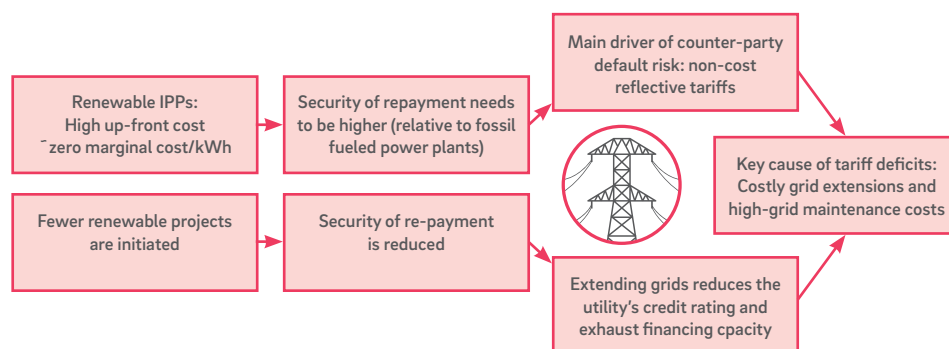 Renewable IPPs:
High up-front cost
˜zero marginal cost/kWh
Security of repayment needs
to be higher (relative to fossil
fueled power plants)
Main driver of counter-party
default risk: non-cost
reflective tariffs
Key cause of tariff deficits:
Costly grid extensions and
high-grid maintenance costs
Fewer renewable projects
are initiated
Security of re-payment
is reduced
Extending grids reduces the
utility's credit rating and
exhaust financing cpacity